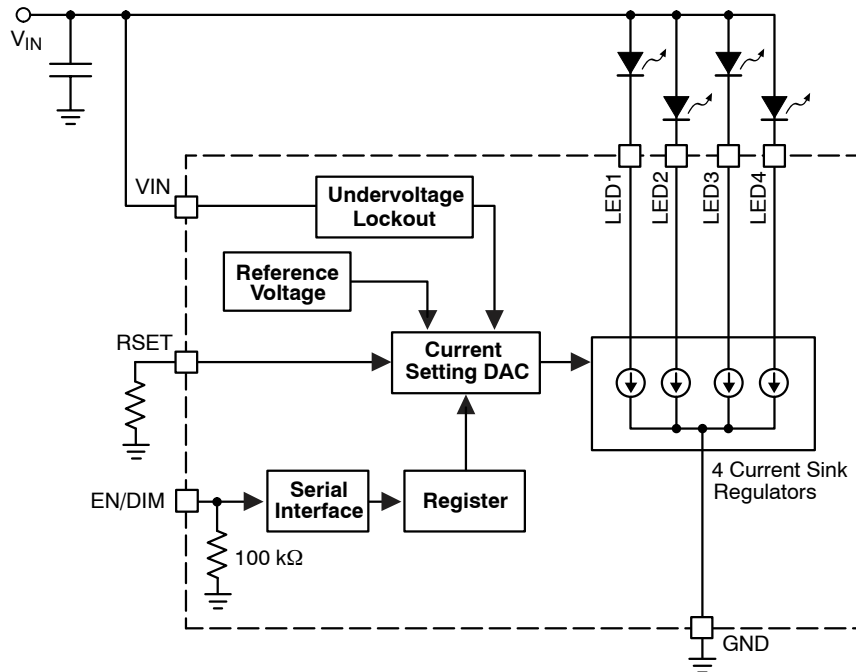 V_IN
VIN
Undervoltage
Lockout
LED1
LED2
LED3
LED4
Reference
Voltage
RSET
Current
Setting DAC
4 Current Sink
Regulators
EN/DIM
Serial
Interface
Register
100 kΩ
GND